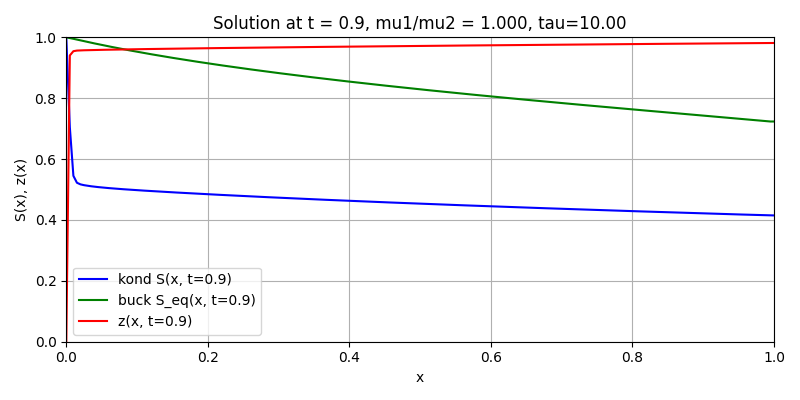 Solution at t = 0.9, mu1/mu2 = 1.000, tau=10.00
S(x), z(x)
1.0
0.8
0.6
0.4
0.2
0.0
kond S(x, t=0.9)
buck S_eq(x, t=0.9)
z(x, t=0.9)
0.0 0.2 0.4 0.6 0.8 1.0
x